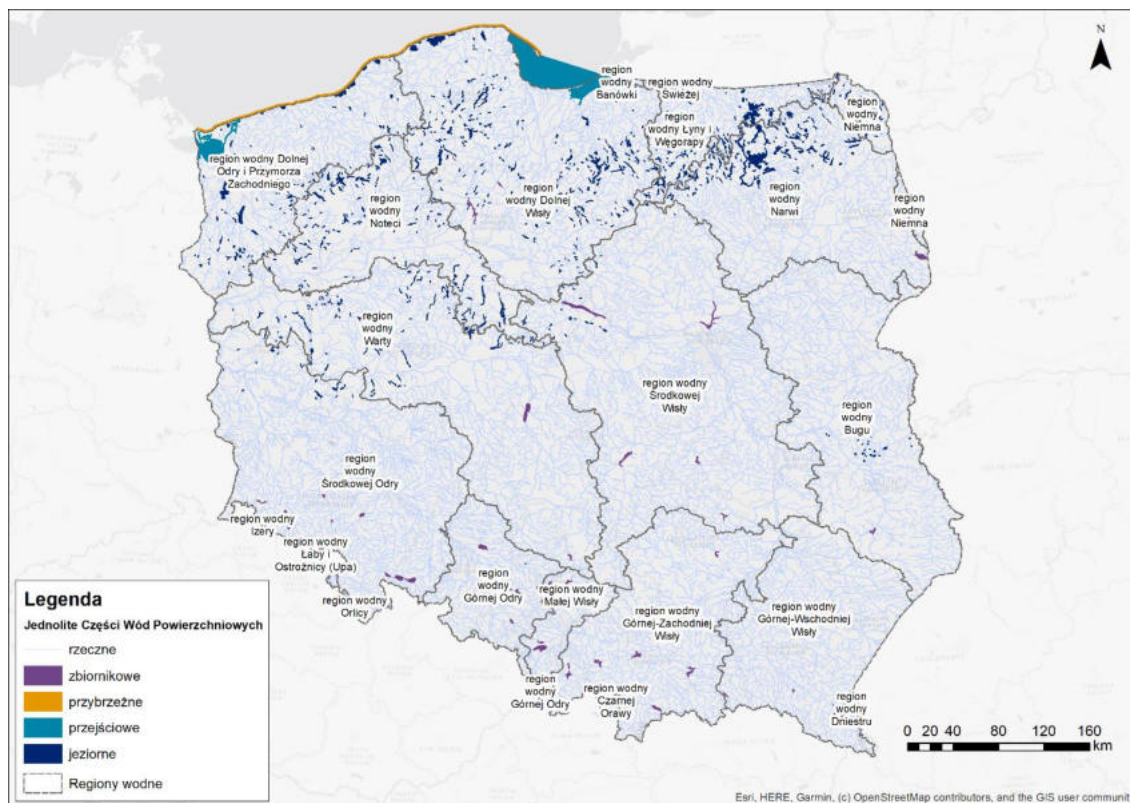 N
region
wodny
Banówki
region wodny
Świeżej
region
wodny
Niemna
region
wodny Łyny i
Węgorapy
region wodny Dolnej
Odry i Przymorza
Zachodniego
region
wodny
Noteci
region
wodny Dolnej
Wisły
region
wodny
Narwi
region
wodny
Niemna
region
wodny
Warty
region wodny
Środkowej
Wisły
region
wodny
Bugu
region
wodny
Środkowej Odry
region wodny
Izery
region wodny
Łaby i
Ostrożnicy (Upa)
region wodny
Orlicy
region
wodny
Górnej Odry
region wodny
Małej Wisły
region wodny
Górnej-Zachodniej
Wisły
region wodny
Górnej-Wschodniej
Wisły
region
wodny
Górnej Odry
region wodny
Czarnej
Orawy
region
wodny
Dniestru
Legenda
Jednolite Części Wód Powierzchniowych
rzeczne
zbiornikowe
przybrzeżne
przejściowe
jeziorne
Regiony wodne
0 20 40 80 120 160
km
Esri, HERE, Garmin, (c) OpenStreetMap contributors, and the GIS user communit